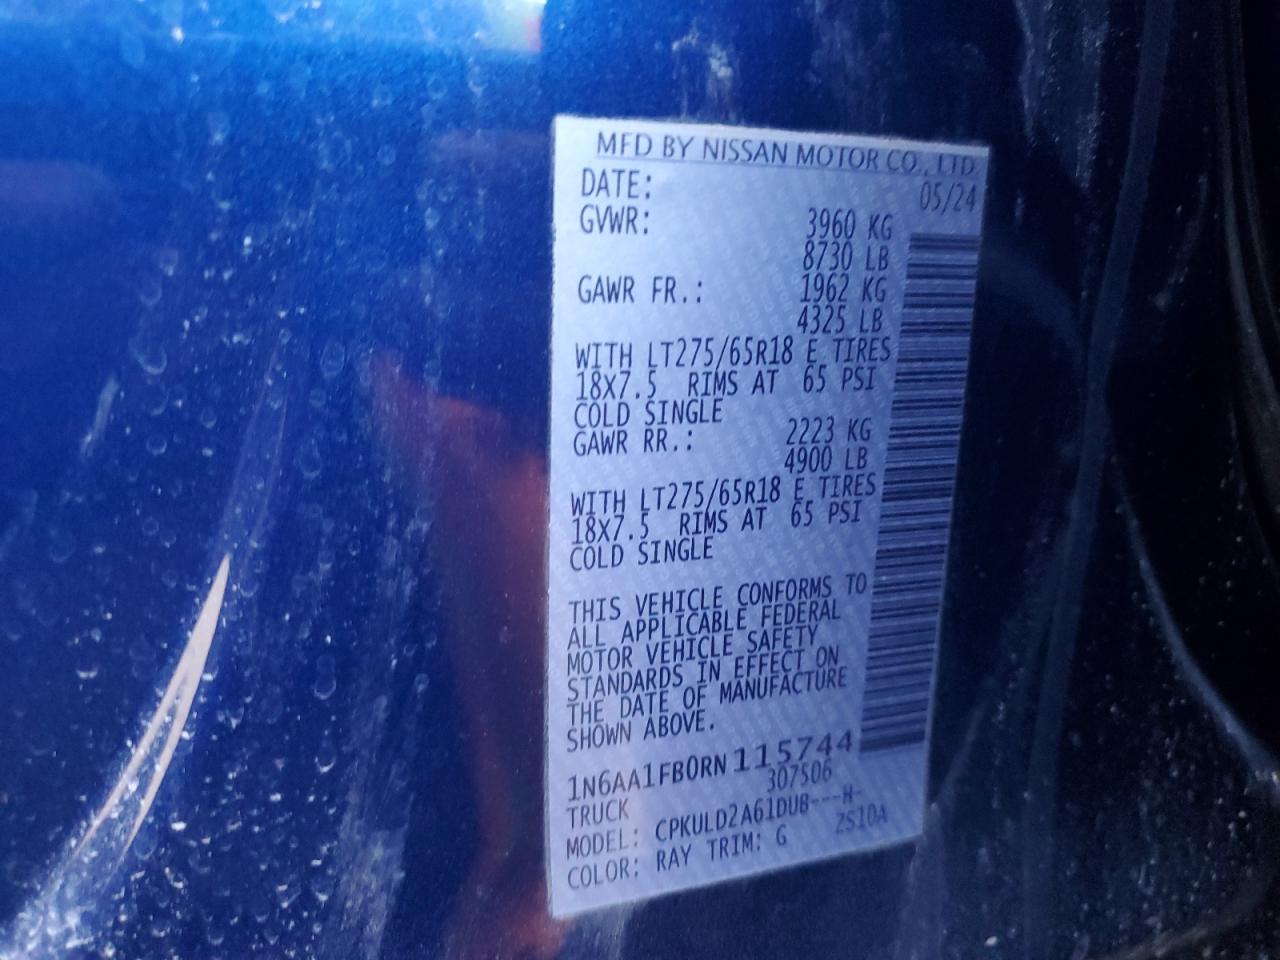 MFD BY NISSAN MOTOR CO., LTD.
DATE: 05/24
GVWR: 3960 KG
8730 LB
GAWR FR.: 1962 KG
4325 LB
WITH LT275/65R18 E TIRES
18X7.5 RIMS AT 65 PSI
COLD SINGLE
GAWR RR.: 2223 KG
4900 LB
WITH LT275/65R18 E TIRES
18X7.5 RIMS AT 65 PSI
COLD SINGLE
THIS VEHICLE CONFORMS TO
ALL APPLICABLE FEDERAL
MOTOR VEHICLE SAFETY
STANDARDS IN EFFECT ON
THE DATE OF MANUFACTURE
SHOWN ABOVE.
1N6AA1FB0RN115744
TRUCK 307506
MODEL: CPKULD2A61DUB---H-
COLOR: RAY TRIM: G ZS10A